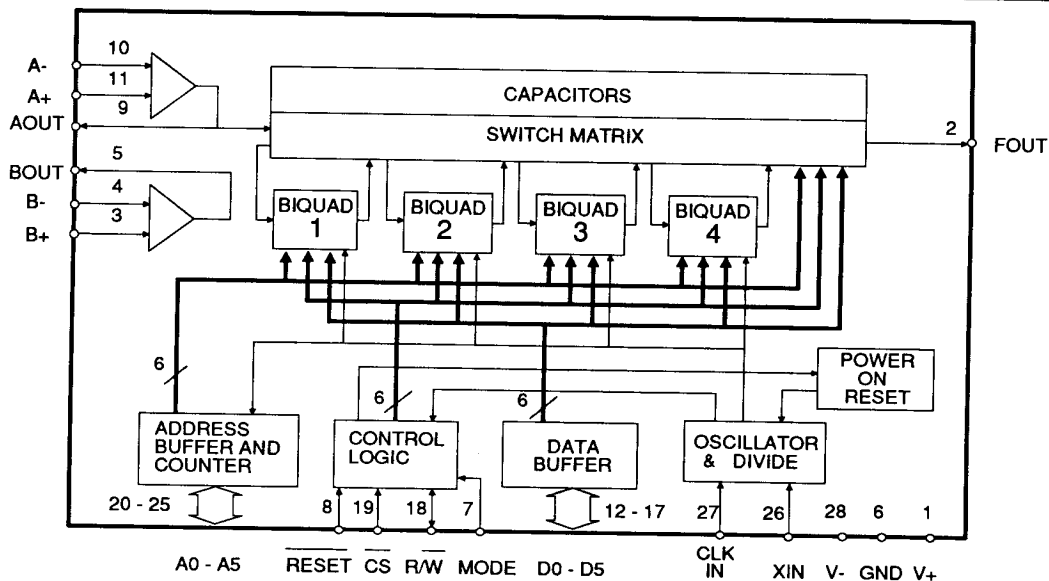 A-
10
A+
11
AOUT
9
BOUT
5
B-
4
B+
3
CAPACITORS
SWITCH MATRIX
2
FOUT
BIQUAD
1
BIQUAD
2
BIQUAD
3
BIQUAD
4
6
6
6
POWER
ON
RESET
ADDRESS
BUFFER AND
COUNTER
CONTROL
LOGIC
DATA
BUFFER
OSCILLATOR
& DIVIDE
20 - 25
8
19
18
7
12 - 17
27
26
28
6
1
A0 - A5
RESET
CS
R/W
MODE
D0 - D5
CLK
IN
XIN
V-
GND
V+